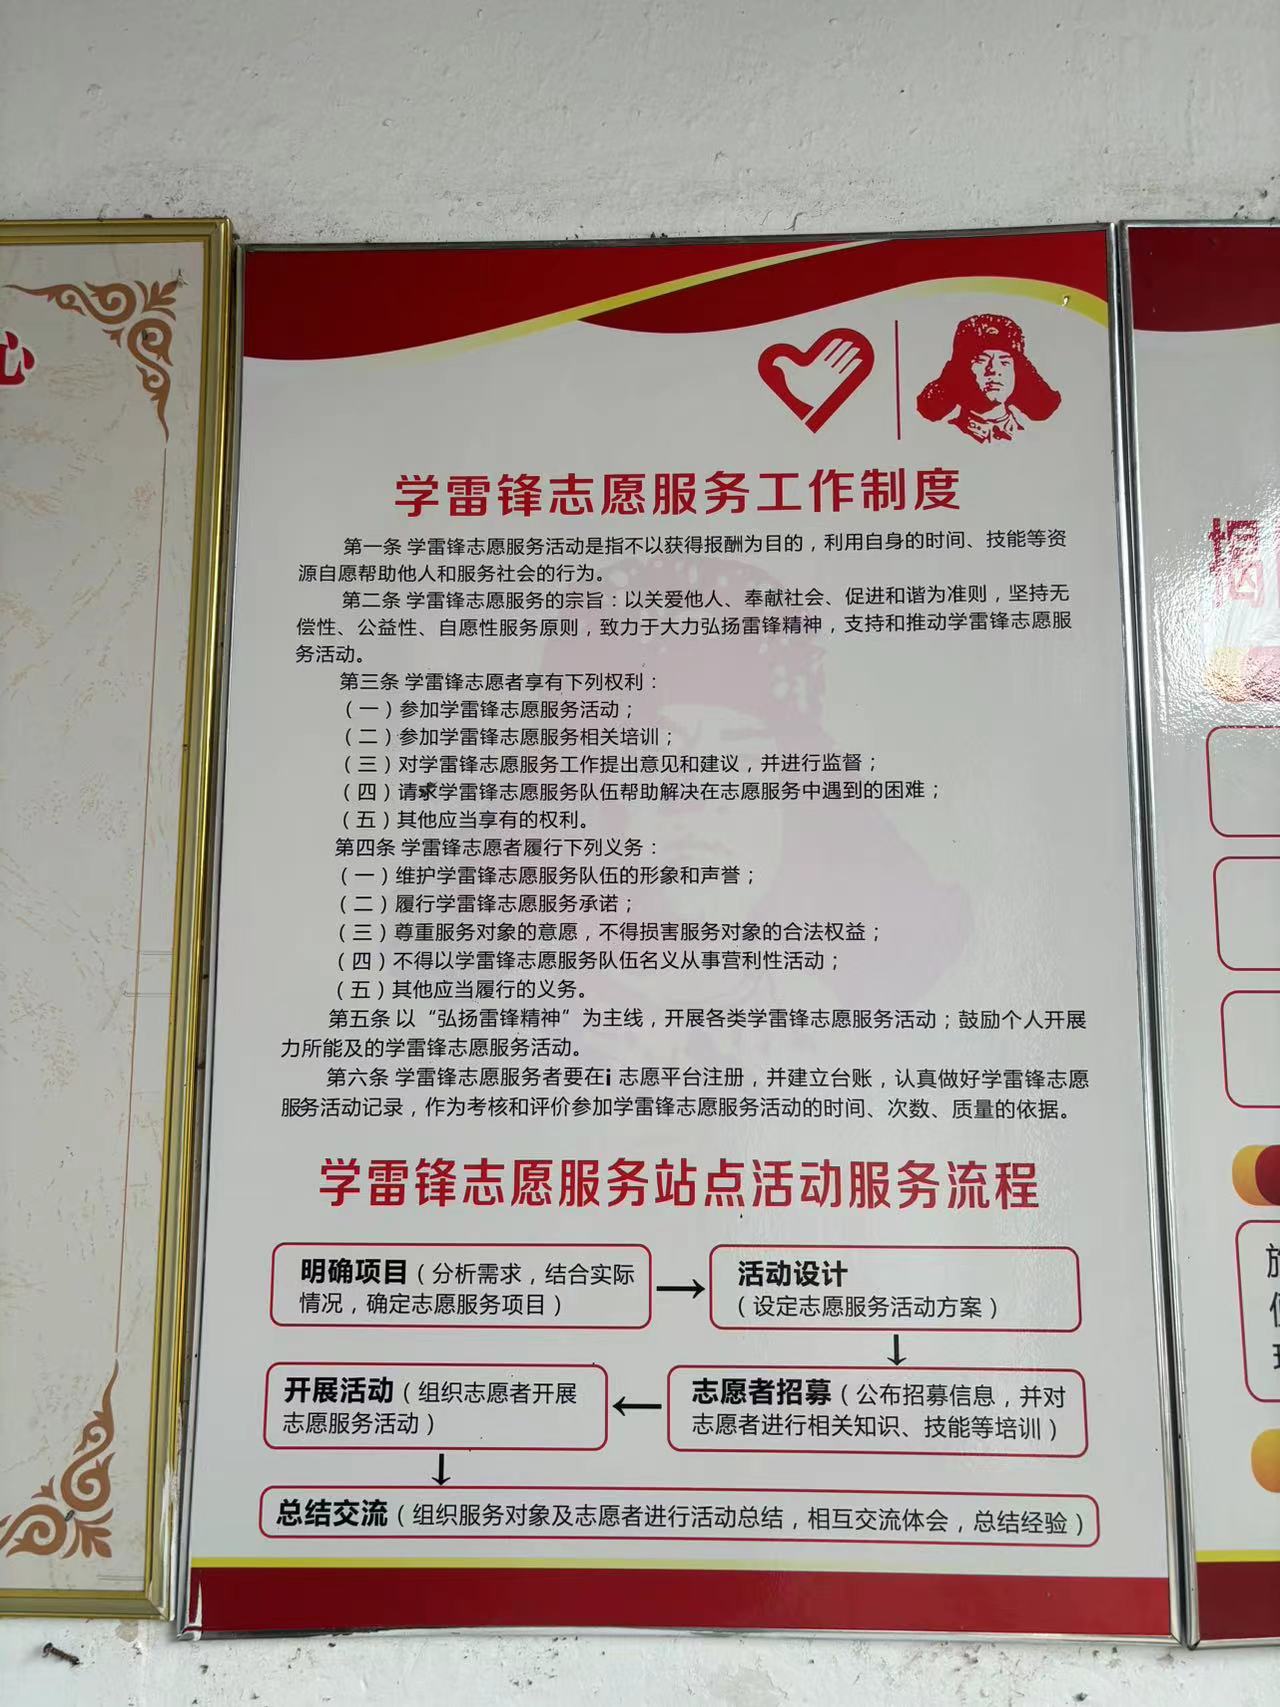 心
学雷锋志愿服务工作制度
第一条 学雷锋志愿服务活动是指不以获得报酬为目的，利用自身的时间、技能等资
源自愿帮助他人和服务社会的行为。
第二条 学雷锋志愿服务的宗旨：以关爱他人、奉献社会、促进和谐为准则，坚持无
偿性、公益性、自愿性服务原则，致力于大力弘扬雷锋精神，支持和推动学雷锋志愿服
务活动。
第三条 学雷锋志愿者享有下列权利：
（一）参加学雷锋志愿服务活动；
（二）参加学雷锋志愿服务相关培训；
（三）对学雷锋志愿服务工作提出意见和建议，并进行监督；
（四）请求学雷锋志愿服务队伍帮助解决在志愿服务中遇到的困难；
（五）其他应当享有的权利。
第四条 学雷锋志愿者履行下列义务：
（一）维护学雷锋志愿服务队伍的形象和声誉；
（二）履行学雷锋志愿服务承诺；
（三）尊重服务对象的意愿，不得损害服务对象的合法权益；
（四）不得以学雷锋志愿服务队伍名义从事营利性活动；
（五）其他应当履行的义务。
第五条 以“弘扬雷锋精神”为主线，开展各类学雷锋志愿服务活动；鼓励个人开展
力所能及的学雷锋志愿服务活动。
第六条 学雷锋志愿服务者要在i 志愿平台注册，并建立台账，认真做好学雷锋志愿
服务活动记录，作为考核和评价参加学雷锋志愿服务活动的时间、次数、质量的依据。
学雷锋志愿服务站点活动服务流程
明确项目（分析需求，结合实际
情况，确定志愿服务项目）
活动设计
（设定志愿服务活动方案）
开展活动（组织志愿者开展
志愿服务活动）
志愿者招募（公布招募信息，并对
志愿者进行相关知识、技能等培训）
总结交流（组织服务对象及志愿者进行活动总结，相互交流体会，总结经验）